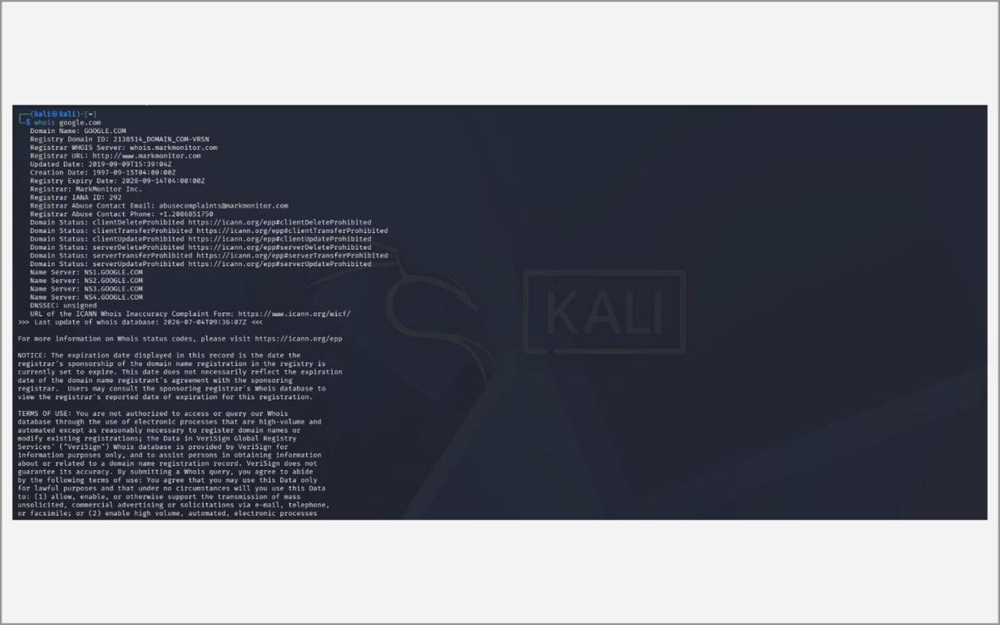 (kali㉿kali)-[~]
$ whois google.com
Domain Name: GOOGLE.COM
Registry Domain ID: 2138514_DOMAIN_COM-VRSN
Registrar WHOIS Server: whois.markmonitor.com
Registrar URL: http://www.markmonitor.com
Updated Date: 2019-09-09T15:39:04Z
Creation Date: 1997-09-15T04:00:00Z
Registry Expiry Date: 2028-09-14T04:00:00Z
Registrar: MarkMonitor Inc.
Registrar IANA ID: 292
Registrar Abuse Contact Email: abusecomplaints@markmonitor.com
Registrar Abuse Contact Phone: +1.2086851750
Domain Status: clientDeleteProhibited https://icann.org/epp#clientDeleteProhibited
Domain Status: clientTransferProhibited https://icann.org/epp#clientTransferProhibited
Domain Status: clientUpdateProhibited https://icann.org/epp#clientUpdateProhibited
Domain Status: serverDeleteProhibited https://icann.org/epp#serverDeleteProhibited
Domain Status: serverTransferProhibited https://icann.org/epp#serverTransferProhibited
Domain Status: serverUpdateProhibited https://icann.org/epp#serverUpdateProhibited
Name Server: NS1.GOOGLE.COM
Name Server: NS2.GOOGLE.COM
Name Server: NS3.GOOGLE.COM
Name Server: NS4.GOOGLE.COM
DNSSEC: unsigned
URL of the ICANN Whois Inaccuracy Complaint Form: https://www.icann.org/wicf/
>>> Last update of whois database: 2026-07-04T09:36:07Z <<<
For more information on Whois status codes, please visit https://icann.org/epp
NOTICE: The expiration date displayed in this record is the date the
registrar's sponsorship of the domain name registration in the registry is
currently set to expire. This date does not necessarily reflect the expiration
date of the domain name registrant's agreement with the sponsoring
registrar.  Users may consult the sponsoring registrar's Whois database to
view the registrar's reported date of expiration for this registration.
TERMS OF USE: You are not authorized to access or query our Whois
database through the use of electronic processes that are high-volume and
automated except as reasonably necessary to register domain names or
modify existing registrations; the Data in VeriSign Global Registry
Services' ("VeriSign") Whois database is provided by VeriSign for
information purposes only, and to assist persons in obtaining information
about or related to a domain name registration record. VeriSign does not
guarantee its accuracy. By submitting a Whois query, you agree to abide
by the following terms of use: You agree that you may use this Data only
for lawful purposes and that under no circumstances will you use this Data
to: (1) allow, enable, or otherwise support the transmission of mass
unsolicited, commercial advertising or solicitations via e-mail, telephone,
or facsimile; or (2) enable high volume, automated, electronic processes
KALI